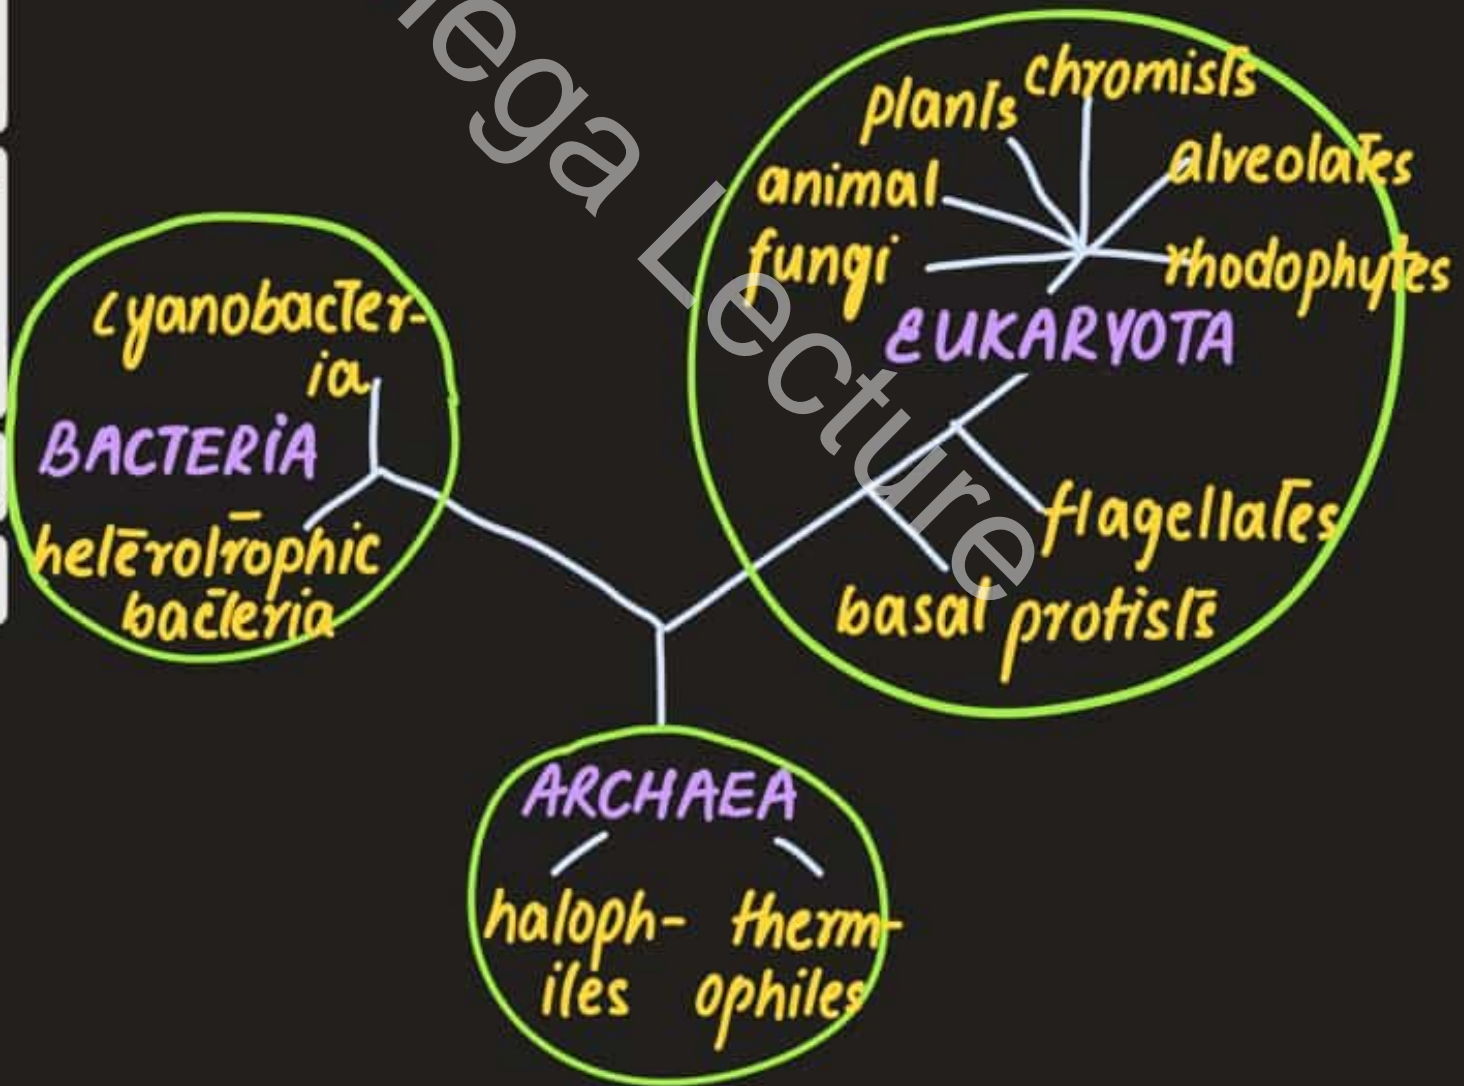 cyanobacter-
ia
BACTERIA
heterotrophic
bacteria
chromists
plants
alveolates
animal
fungi
rhodophytes
EUKARYOTA
flagellates
basal protists
ARCHAEA
haloph-
iles
therm-
ophiles
ega Lecture